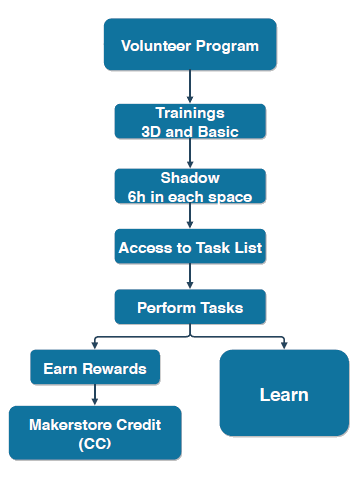 Volunteer Program
Trainings
3D and Basic
Shadow
6h in each space
Access to Task List
Perform Tasks
Earn Rewards
Learn
Makerstore Credit
(CC)